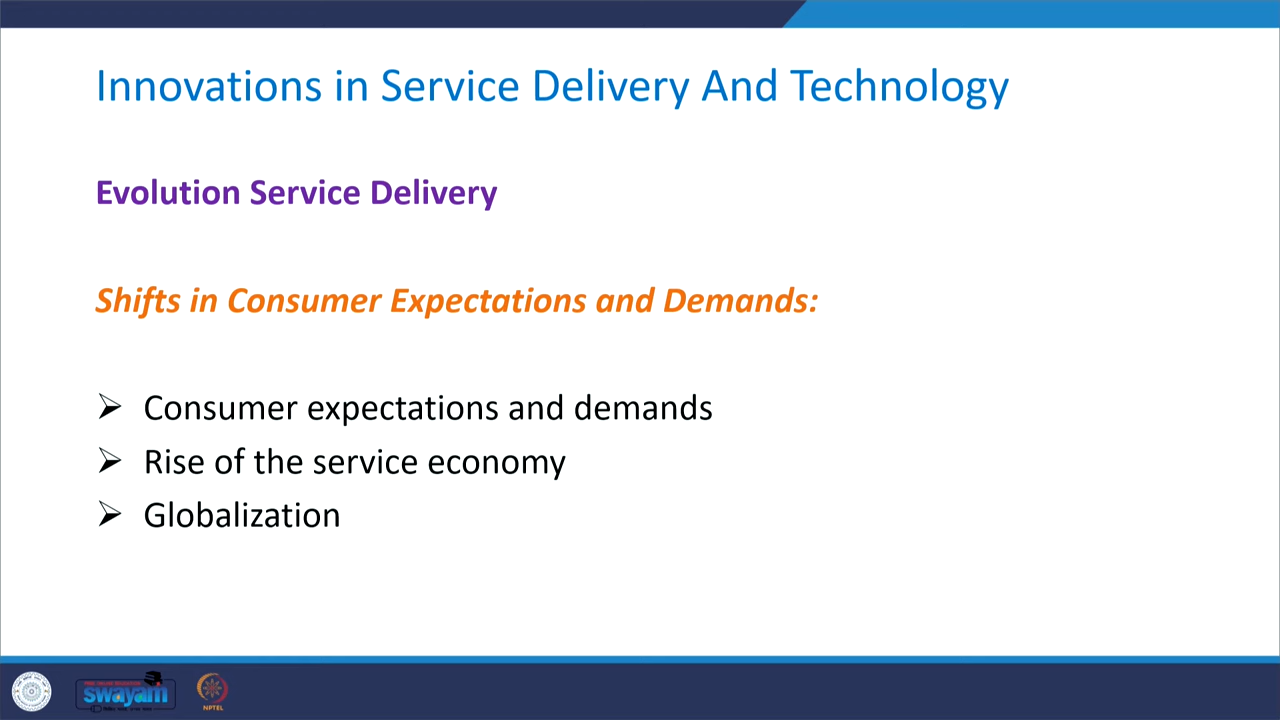 Innovations in Service Delivery And Technology
Evolution Service Delivery
Shifts in Consumer Expectations and Demands:
Consumer expectations and demands
Rise of the service economy
Globalization
swayam
NPTEL